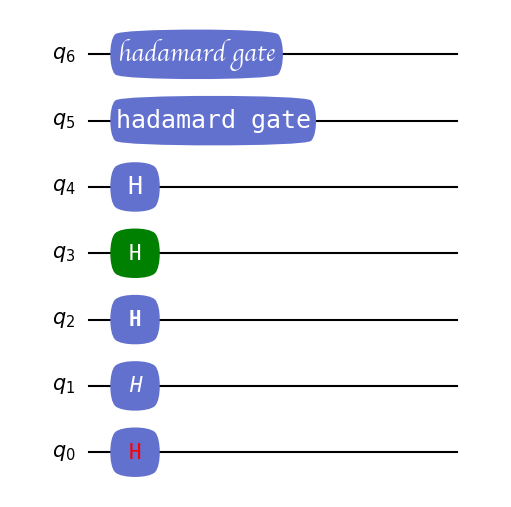 q₆ hadamard gate
q₅ hadamard gate
q₄ H
q₃ H
q₂ H
q₁ H
q₀ H